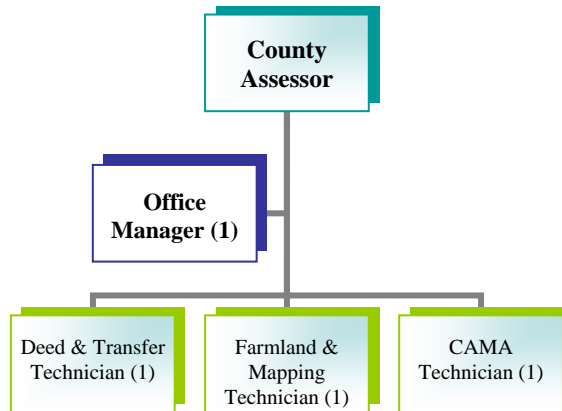 County
Assessor
Office
Manager (1)
Deed & Transfer
Technician (1)
Farmland &
Mapping
Technician (1)
CAMA
Technician (1)